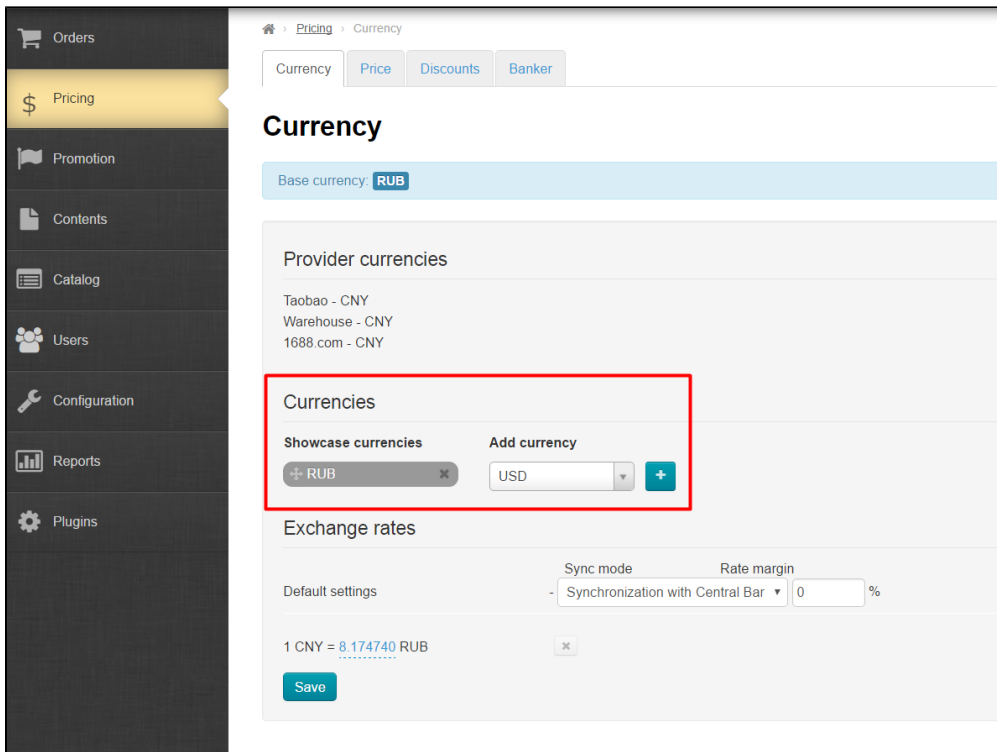 Orders
Pricing
Promotion
Contents
Catalog
Users
Configuration
Reports
Plugins
Pricing Currency
Currency Price Discounts Banker
Currency
Base currency: RUB
Provider currencies
Taobao - CNY
Warehouse - CNY
1688.com - CNY
Currencies
Showcase currencies Add currency
RUB USD +
Exchange rates
Sync mode Rate margin
Default settings - Synchronization with Central Bar 0 %
1 CNY = 8.174740 RUB
Save